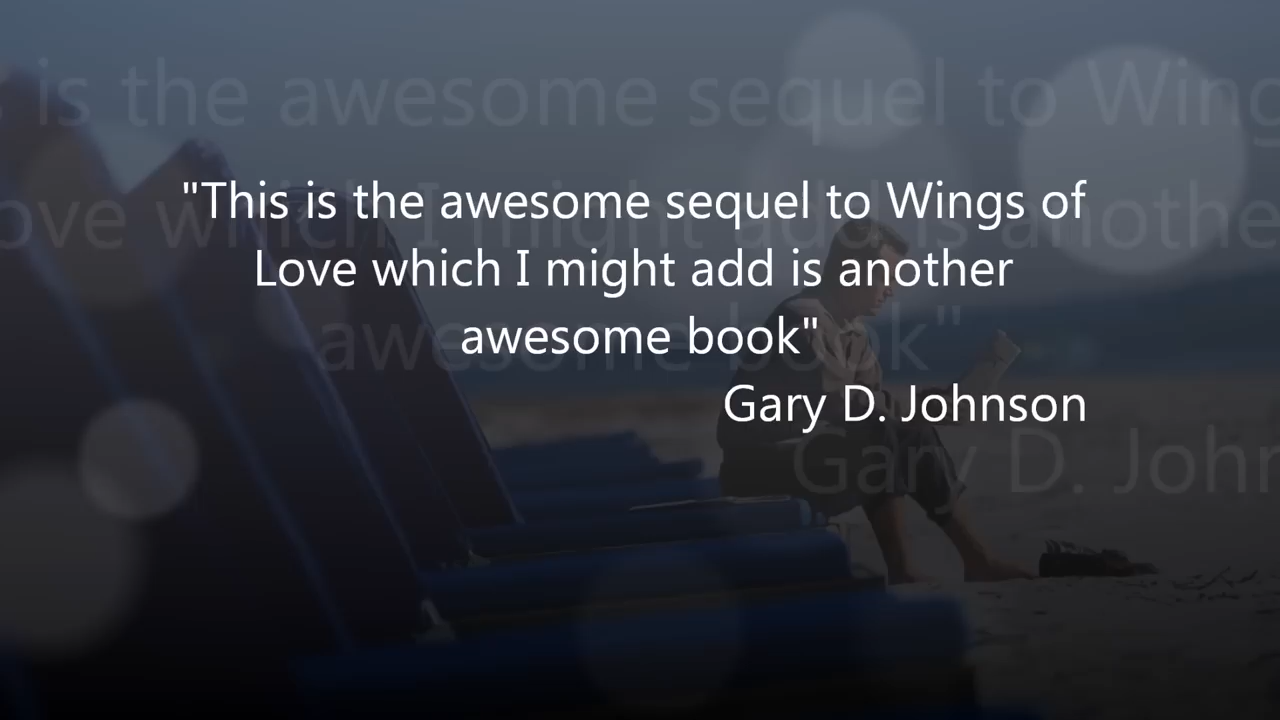 "This is the awesome sequel to Wings of
Love which I might add is another
awesome book"
Gary D. Johnson